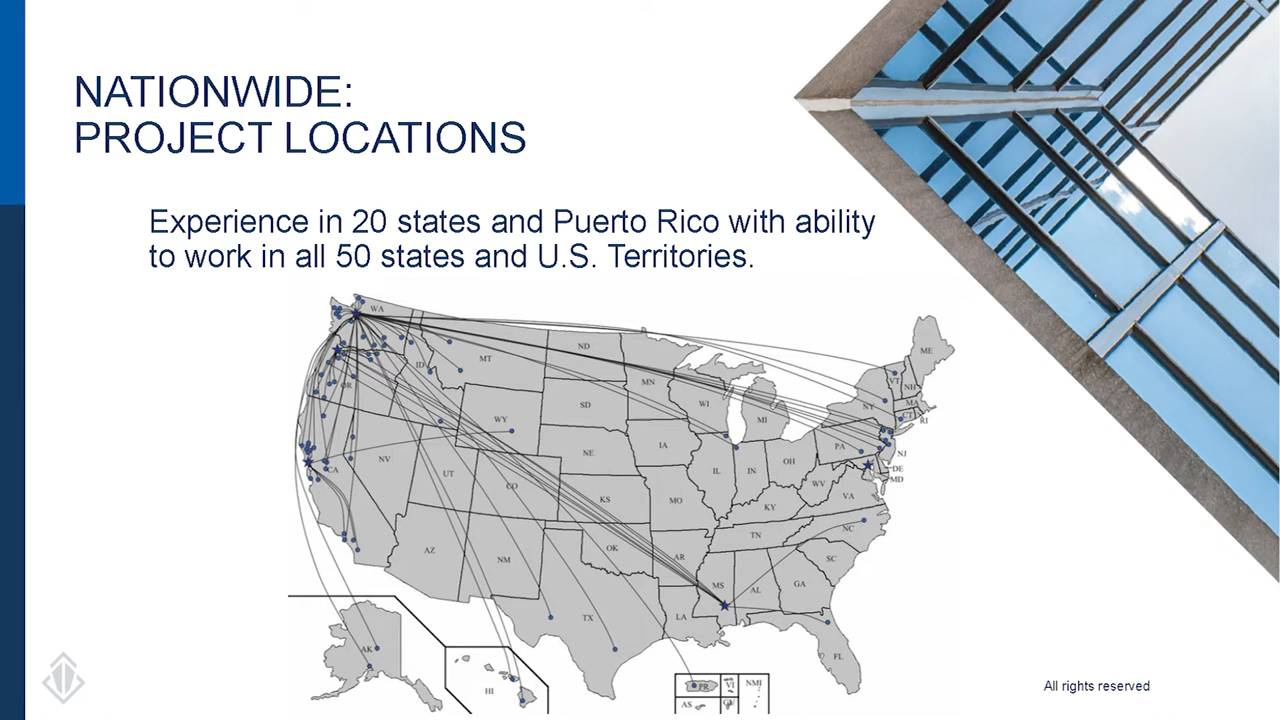 NATIONWIDE:
PROJECT LOCATIONS
Experience in 20 states and Puerto Rico with ability
to work in all 50 states and U.S. Territories.
WA
ME
ND
MT
ID
VT
NH
MN
OR
MA
SD
WI
NY
CT
RI
MI
WY
IA
PA
NE
NJ
NV
OH
DE
IL
IN
CA
UT
MD
WV
CO
VA
KS
MO
KY
NC
TN
OK
AZ
AR
NM
SC
MS
GA
AL
TX
LA
AK
FL
HI
PR
VI
NMI
AS
GU
All rights reserved